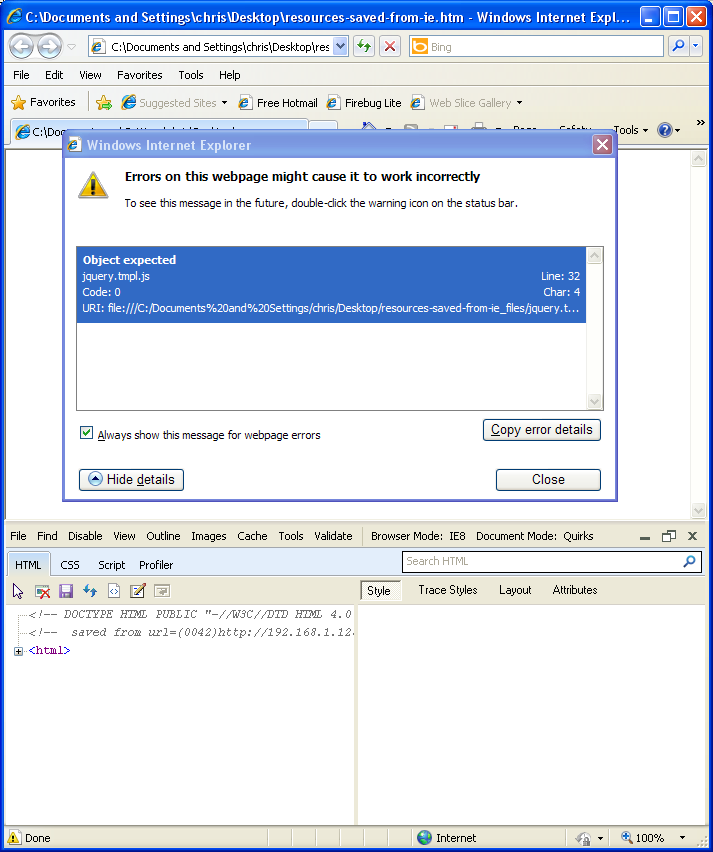 C:\Documents and Settings\chris\Desktop\resources-saved-from-ie.htm - Windows Internet Expl...
C:\Documents and Settings\chris\Desktop\res
Bing
File Edit View Favorites Tools Help
Favorites Suggested Sites Free Hotmail Firebug Lite Web Slice Gallery
Tools
Windows Internet Explorer
Errors on this webpage might cause it to work incorrectly
To see this message in the future, double-click the warning icon on the status bar.
Object expected
jquery.tmpl.js Line: 32
Code: 0 Char: 4
URI: file:///C:/Documents%20and%20Settings/chris/Desktop/resources-saved-from-ie_files/jquery.t...
Always show this message for webpage errors
Copy error details
Hide details Close
File Find Disable View Outline Images Cache Tools Validate Browser Mode: IE8 Document Mode: Quirks
HTML CSS Script Profiler Search HTML
Style Trace Styles Layout Attributes
<!-- DOCTYPE HTML PUBLIC "-//W3C//DTD HTML 4.0
<!-- saved from url=(0042)http://192.168.1.12
<html>
Done Internet 100%